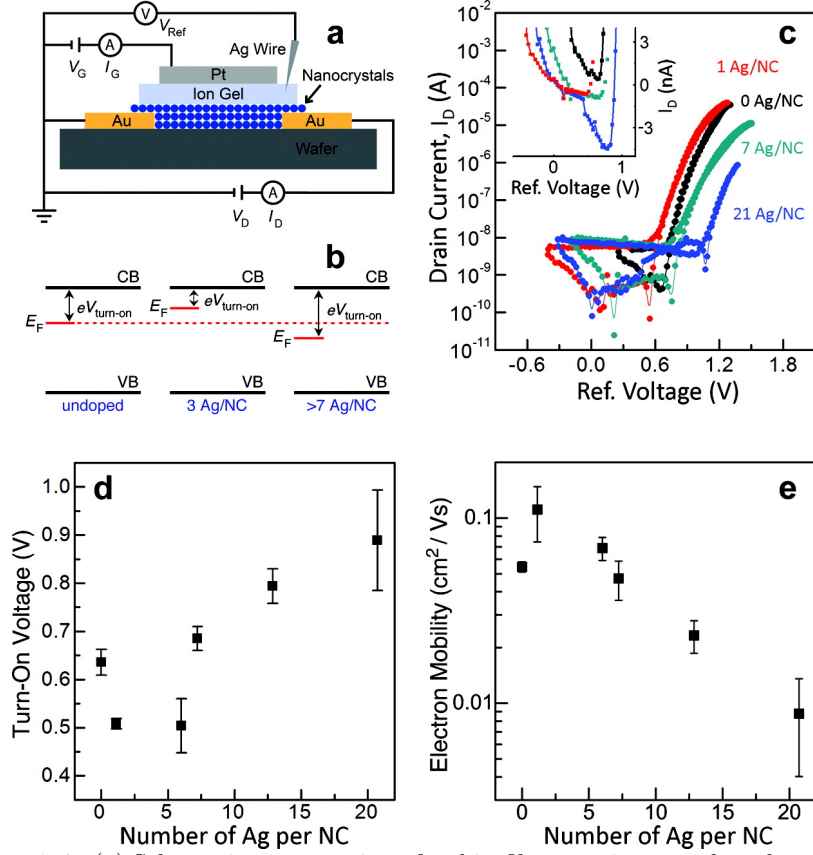 a
V
V_Ref
A
V_G
I_G
Ag Wire
Pt
Ion Gel
Nanocrystals
Au
Au
Wafer
V_D
A
I_D
b
CB
CB
CB
eV_turn-on
E_F
E_F
eV_turn-on
E_F
eV_turn-on
VB
VB
VB
undoped
3 Ag/NC
>7 Ag/NC
c
Drain Current, I_D (A)
10^-3
10^-4
10^-5
10^-6
10^-7
10^-8
10^-9
10^-10
10^-11
3
0
-3
I_D (nA)
0
1
Ref. Voltage (V)
1 Ag/NC
0 Ag/NC
7 Ag/NC
21 Ag/NC
-0.6
0.0
0.6
1.2
1.8
Ref. Voltage (V)
d
Turn-On Voltage (V)
1.0
0.9
0.8
0.7
0.6
0.5
0.4
0
5
10
15
20
Number of Ag per NC
e
Electron Mobility (cm² / Vs)
0.1
0.01
0
5
10
15
20
Number of Ag per NC